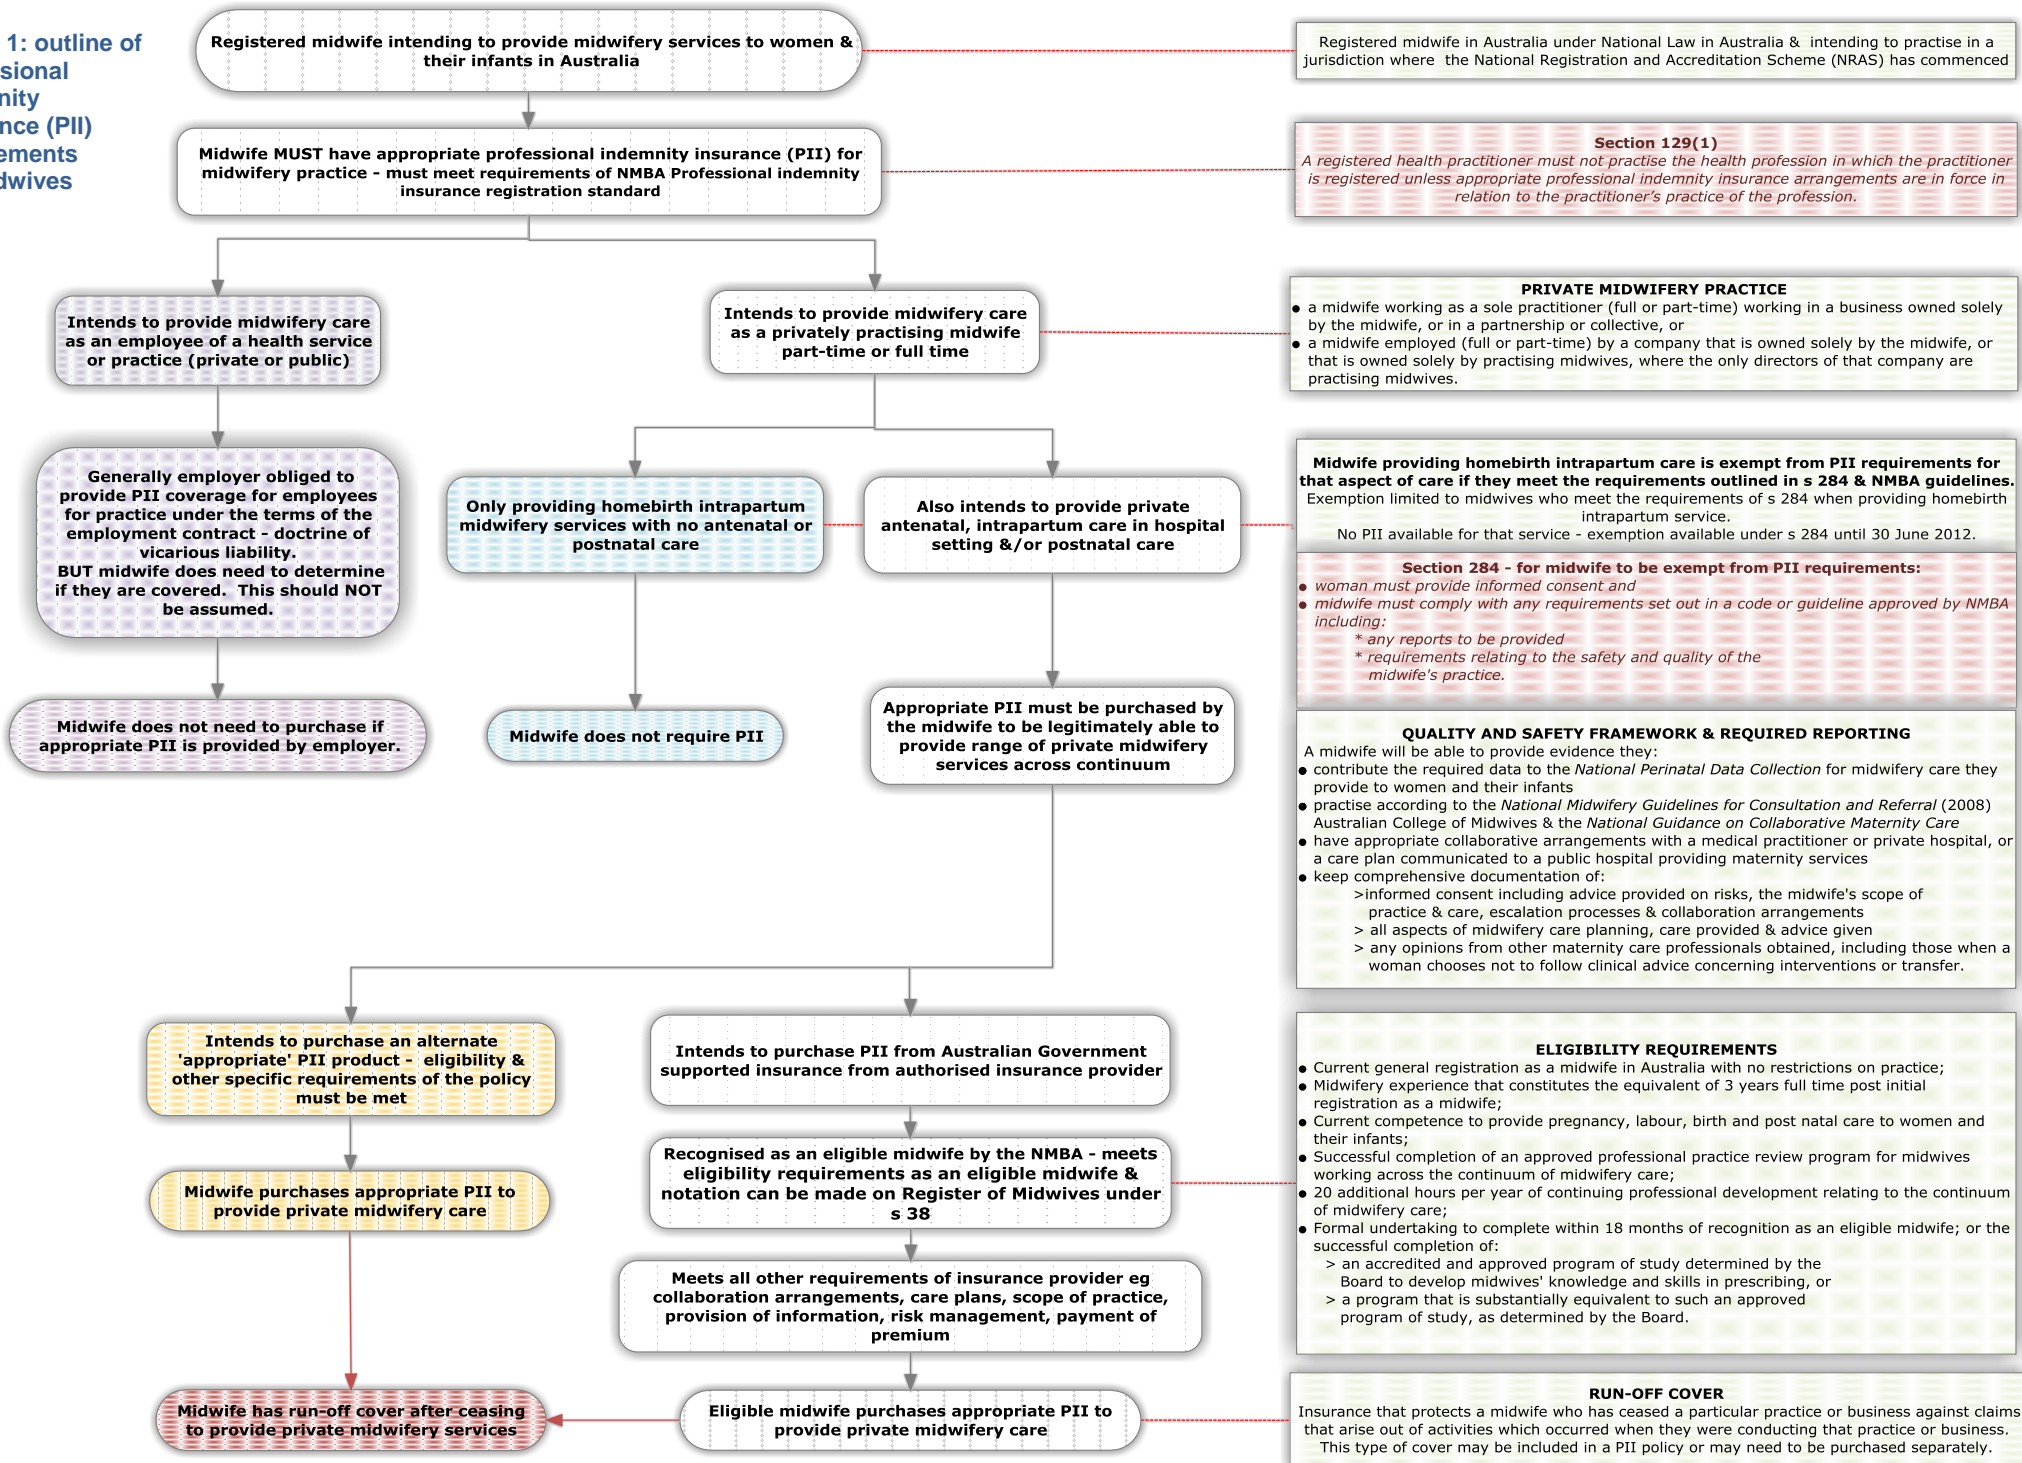 1: outline of
sional
nity
nce (PII)
ements
dwives
Registered midwife intending to provide midwifery services to women &
their infants in Australia
Registered midwife in Australia under National Law in Australia &  intending to practise in a
jurisdiction where  the National Registration and Accreditation Scheme (NRAS) has commenced
Midwife MUST have appropriate professional indemnity insurance (PII) for
midwifery practice - must meet requirements of NMBA Professional indemnity
insurance registration standard
Section 129(1)
A registered health practitioner must not practise the health profession in which the practitioner
is registered unless appropriate professional indemnity insurance arrangements are in force in
relation to the practitioner's practice of the profession.
Intends to provide midwifery care
as an employee of a health service
or practice (private or public)
Intends to provide midwifery care
as a privately practising midwife
part-time or full time
PRIVATE MIDWIFERY PRACTICE
● a midwife working as a sole practitioner (full or part-time) working in a business owned solely
by the midwife, or in a partnership or collective, or
● a midwife employed (full or part-time) by a company that is owned solely by the midwife, or
that is owned solely by practising midwives, where the only directors of that company are
practising midwives.
Generally employer obliged to
provide PII coverage for employees
for practice under the terms of the
employment contract - doctrine of
vicarious liability.
BUT midwife does need to determine
if they are covered.  This should NOT
be assumed.
Only providing homebirth intrapartum
midwifery services with no antenatal or
postnatal care
Also intends to provide private
antenatal, intrapartum care in hospital
setting &/or postnatal care
Midwife providing homebirth intrapartum care is exempt from PII requirements for
that aspect of care if they meet the requirements outlined in s 284 & NMBA guidelines.
Exemption limited to midwives who meet the requirements of s 284 when providing homebirth
intrapartum service.
No PII available for that service - exemption available under s 284 until 30 June 2012.
Section 284 - for midwife to be exempt from PII requirements:
● woman must provide informed consent and
● midwife must comply with any requirements set out in a code or guideline approved by NMBA
including:
* any reports to be provided
* requirements relating to the safety and quality of the
midwife's practice.
Midwife does not need to purchase if
appropriate PII is provided by employer.
Midwife does not require PII
Appropriate PII must be purchased by
the midwife to be legitimately able to
provide range of private midwifery
services across continuum
QUALITY AND SAFETY FRAMEWORK & REQUIRED REPORTING
A midwife will be able to provide evidence they:
● contribute the required data to the National Perinatal Data Collection for midwifery care they
provide to women and their infants
● practise according to the National Midwifery Guidelines for Consultation and Referral (2008)
Australian College of Midwives & the National Guidance on Collaborative Maternity Care
● have appropriate collaborative arrangements with a medical practitioner or private hospital, or
a care plan communicated to a public hospital providing maternity services
● keep comprehensive documentation of:
>informed consent including advice provided on risks, the midwife's scope of
practice & care, escalation processes & collaboration arrangements
> all aspects of midwifery care planning, care provided & advice given
> any opinions from other maternity care professionals obtained, including those when a
woman chooses not to follow clinical advice concerning interventions or transfer.
Intends to purchase an alternate
'appropriate' PII product -  eligibility &
other specific requirements of the policy
must be met
Intends to purchase PII from Australian Government
supported insurance from authorised insurance provider
ELIGIBILITY REQUIREMENTS
● Current general registration as a midwife in Australia with no restrictions on practice;
● Midwifery experience that constitutes the equivalent of 3 years full time post initial
registration as a midwife;
● Current competence to provide pregnancy, labour, birth and post natal care to women and
their infants;
● Successful completion of an approved professional practice review program for midwives
working across the continuum of midwifery care;
● 20 additional hours per year of continuing professional development relating to the continuum
of midwifery care;
● Formal undertaking to complete within 18 months of recognition as an eligible midwife; or the
successful completion of:
> an accredited and approved program of study determined by the
Board to develop midwives' knowledge and skills in prescribing, or
> a program that is substantially equivalent to such an approved
program of study, as determined by the Board.
Midwife purchases appropriate PII to
provide private midwifery care
Recognised as an eligible midwife by the NMBA - meets
eligibility requirements as an eligible midwife &
notation can be made on Register of Midwives under
s 38
Meets all other requirements of insurance provider eg
collaboration arrangements, care plans, scope of practice,
provision of information, risk management, payment of
premium
Midwife has run-off cover after ceasing
to provide private midwifery services
Eligible midwife purchases appropriate PII to
provide private midwifery care
RUN-OFF COVER
Insurance that protects a midwife who has ceased a particular practice or business against claims
that arise out of activities which occurred when they were conducting that practice or business.
This type of cover may be included in a PII policy or may need to be purchased separately.